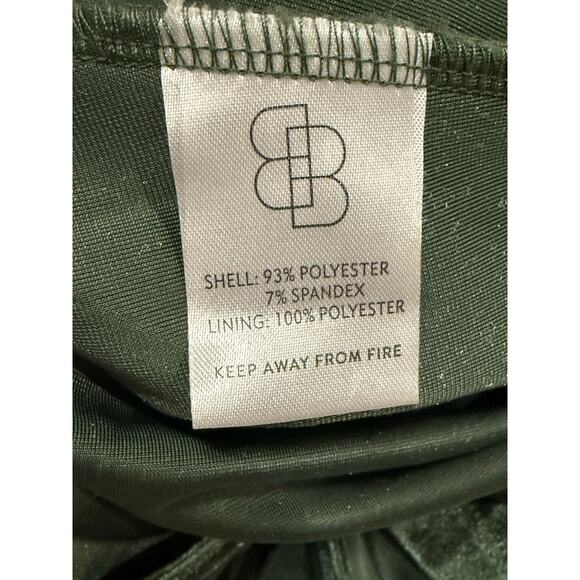 SHELL: 93% POLYESTER
7% SPANDEX
LINING: 100% POLYESTER
KEEP AWAY FROM FIRE